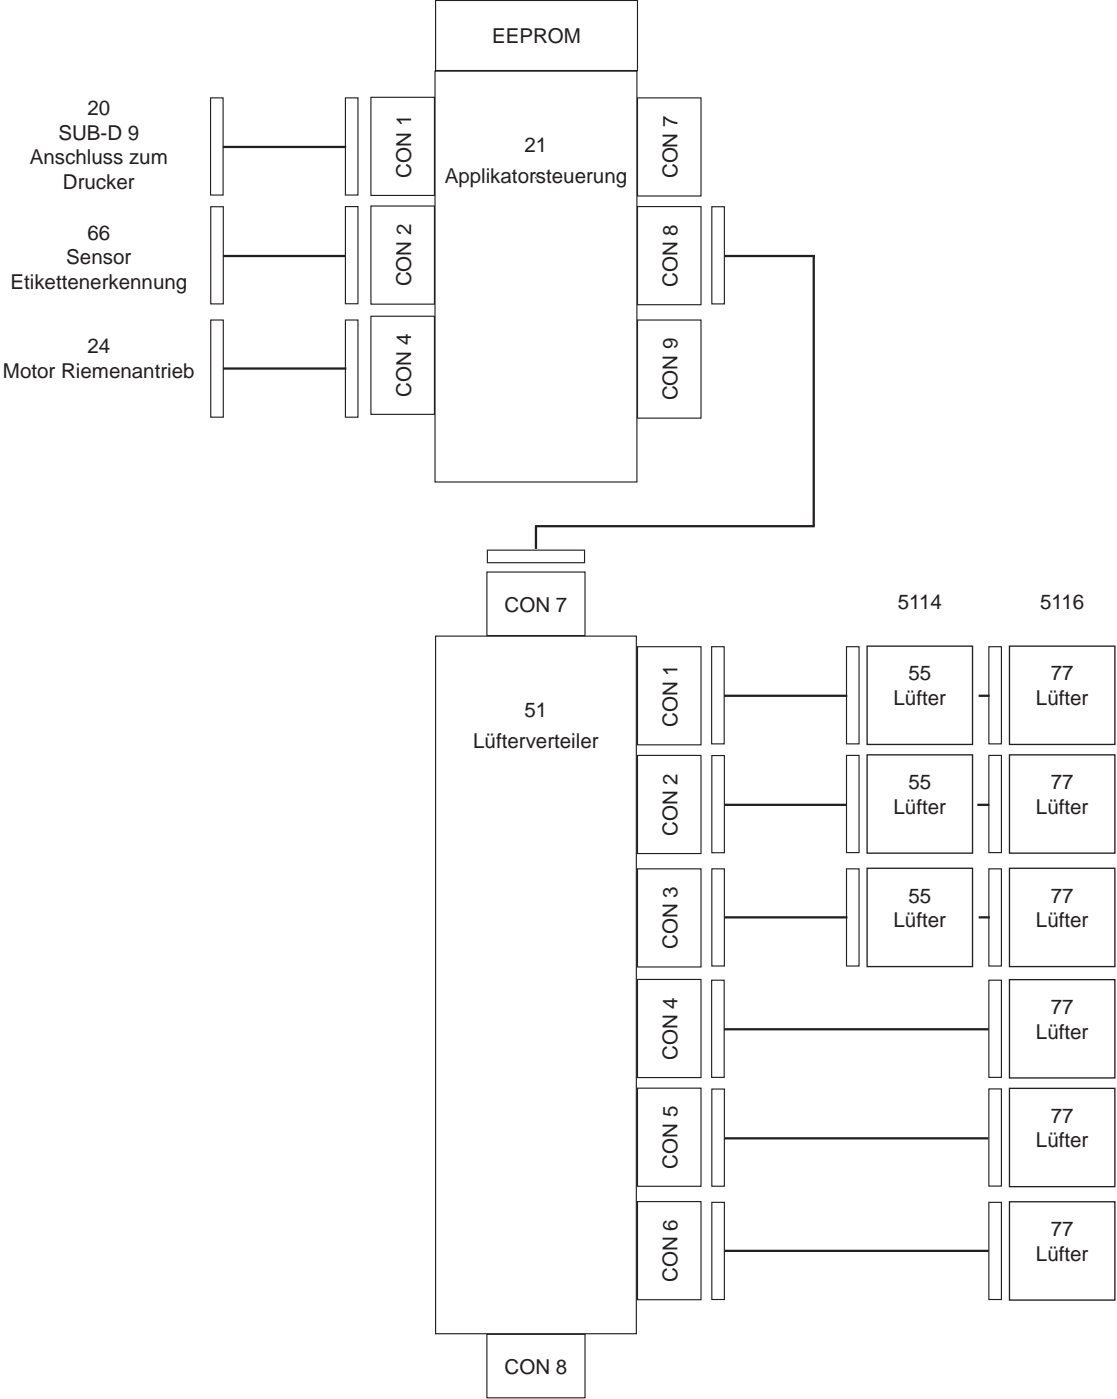 EEPROM
20
SUB-D 9
Anschluss zum
Drucker
CON 1
21
Applikatorsteuerung
CON 7
66
Sensor
Etikettenerkennung
CON 2
CON 8
24
Motor Riemenantrieb
CON 4
CON 9
CON 7
5114
5116
51
Lüfterverteiler
CON 1
55
Lüfter
77
Lüfter
CON 2
55
Lüfter
77
Lüfter
CON 3
55
Lüfter
77
Lüfter
CON 4
77
Lüfter
CON 5
77
Lüfter
CON 6
77
Lüfter
CON 8